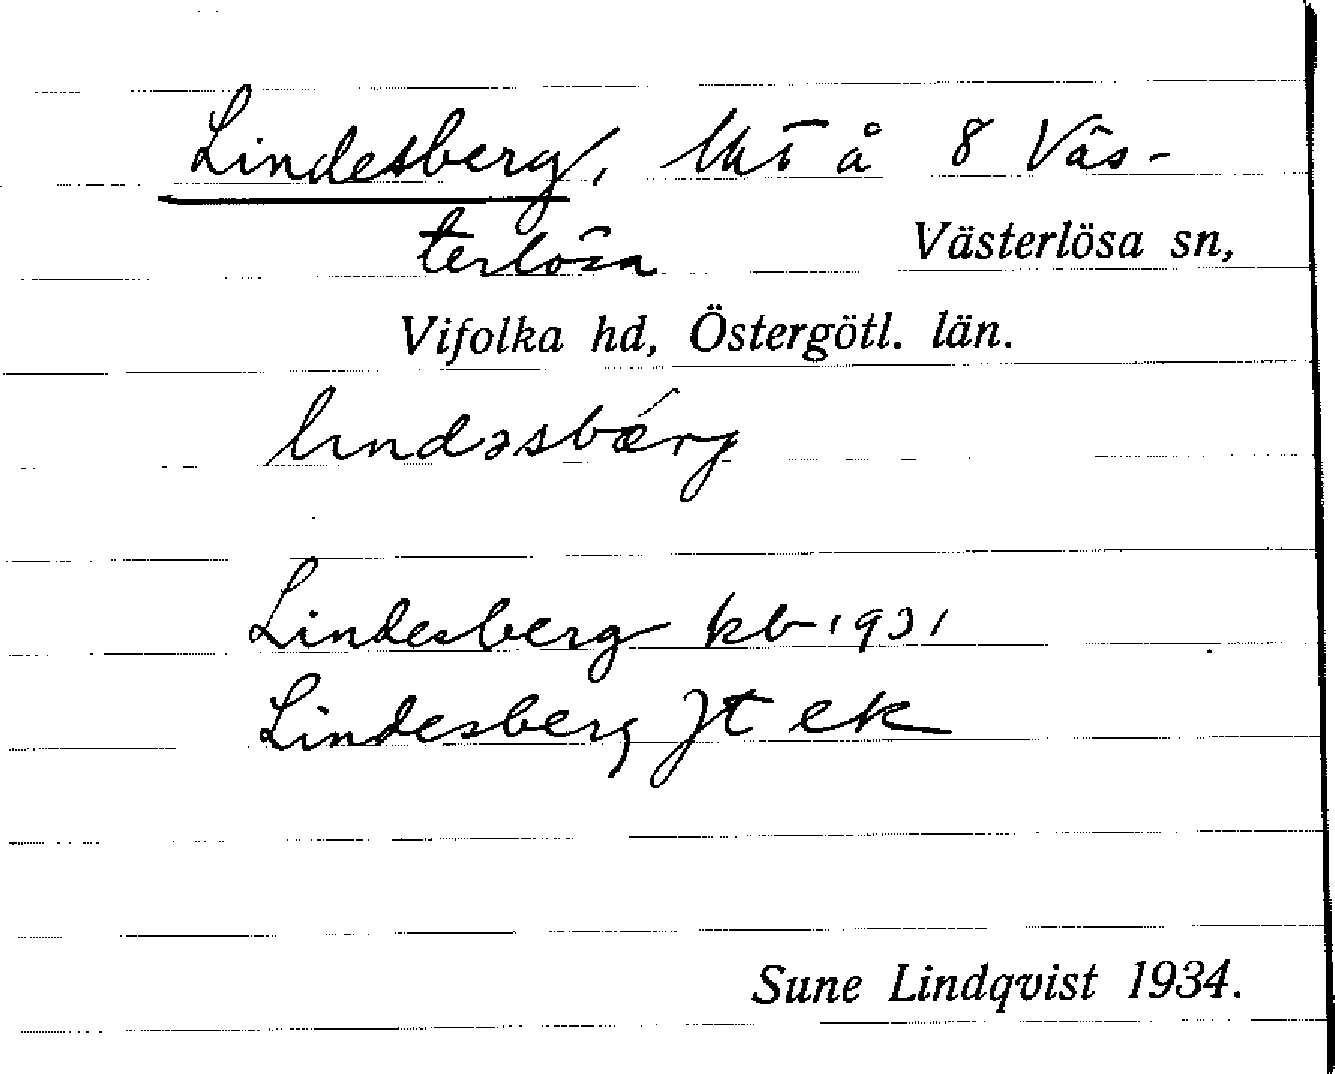 Lindesberg, lht å 8 Väs-
terlösa Västerlösa sn,
Vifolka hd, Östergötl. län.
lındəsbǽrg
Lindesberg kb 1931
Lindesberg Jt ek
Sune Lindqvist 1934.